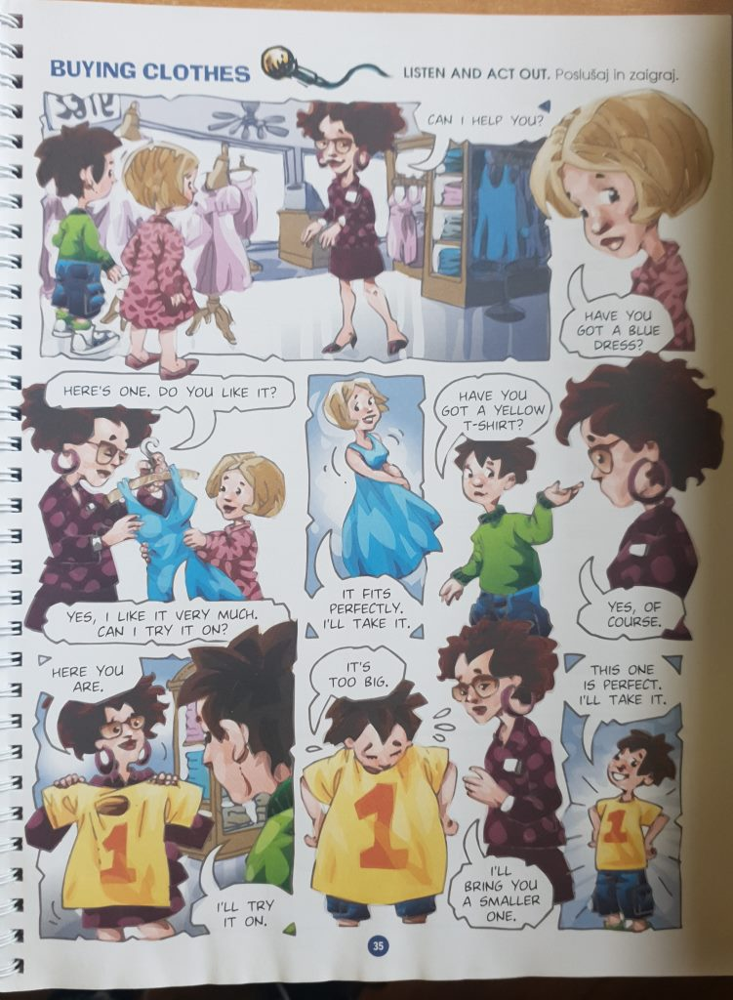 BUYING CLOTHES
LISTEN AND ACT OUT. Poslušaj in zaigraj.
SALE
CAN I HELP YOU?
HAVE YOU
GOT A BLUE
DRESS?
HERE'S ONE. DO YOU LIKE IT?
YES, I LIKE IT VERY MUCH.
CAN I TRY IT ON?
IT FITS
PERFECTLY.
I'LL TAKE IT.
HAVE YOU
GOT A YELLOW
T-SHIRT?
YES, OF
COURSE.
HERE YOU
ARE.
1
I'LL TRY
IT ON.
IT'S
TOO BIG.
1
I'LL
BRING YOU
A SMALLER
ONE.
THIS ONE
IS PERFECT.
I'LL TAKE IT.
1
35